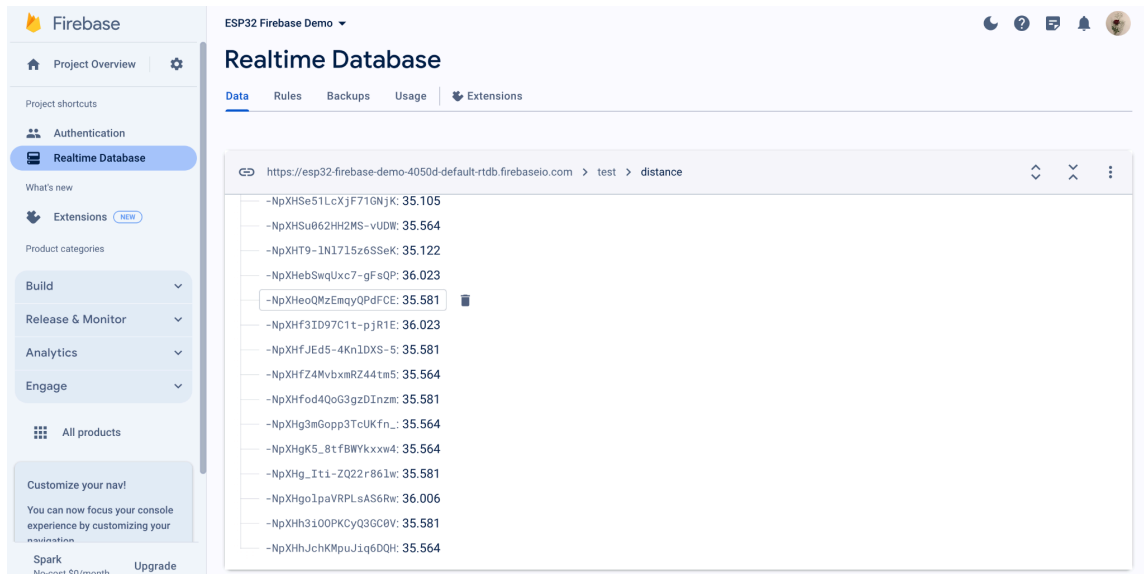 Firebase
Project Overview
Project shortcuts
Authentication
Realtime Database
What's new
Extensions NEW
Product categories
Build
Release & Monitor
Analytics
Engage
All products
Customize your nav!
You can now focus your console
experience by customizing your
navigation
Spark
No-cost $0/month
Upgrade
ESP32 Firebase Demo
Realtime Database
Data Rules Backups Usage Extensions
https://esp32-firebase-demo-4050d-default-rtdb.firebaseio.com > test > distance
-NpXHSe51LcXjF71GNjK: 35.105
-NpXHSu062HH2MS-vUDW: 35.564
-NpXHT9-lNl7l5z6SSeK: 35.122
-NpXHebSwqUxc7-gFsQP: 36.023
-NpXHeoQMzEmqyQPdFCE: 35.581
-NpXHf3ID97C1t-pjR1E: 36.023
-NpXHfJEd5-4KnlDXS-5: 35.581
-NpXHfZ4MvbxmRZ44tm5: 35.564
-NpXHfod4QoG3gzDInzm: 35.581
-NpXHg3mGopp3TcUKfn_: 35.564
-NpXHgK5_8tfBWYkxxw4: 35.564
-NpXHg_Iti-ZQ22r86lw: 35.581
-NpXHgolpaVRPLsAS6Rw: 36.006
-NpXHh3iOOPKCyQ3GC0V: 35.581
-NpXHhJchKMpuJiq6DQH: 35.564